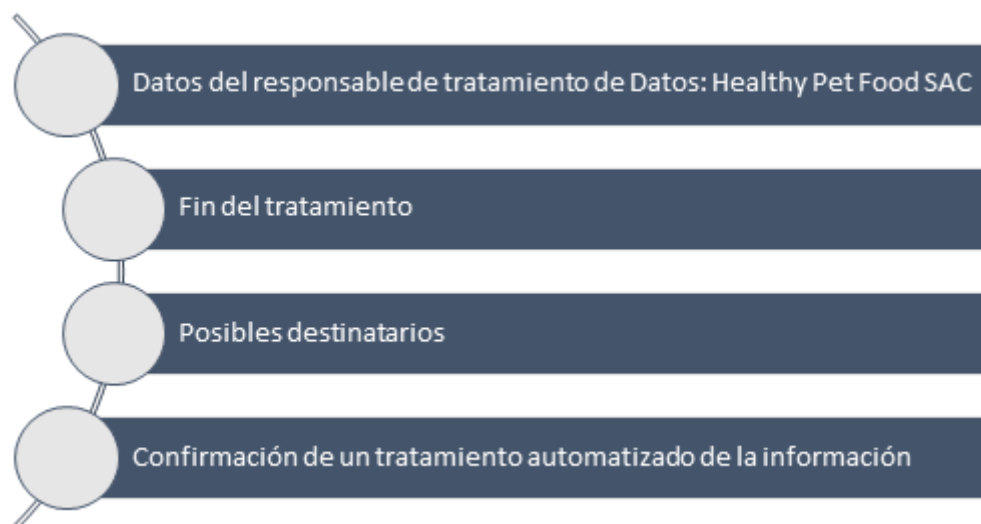 Datos del responsable de tratamiento de Datos: Healthy Pet Food SAC
Fin del tratamiento
Posibles destinatarios
Confirmación de un tratamiento automatizado de la información